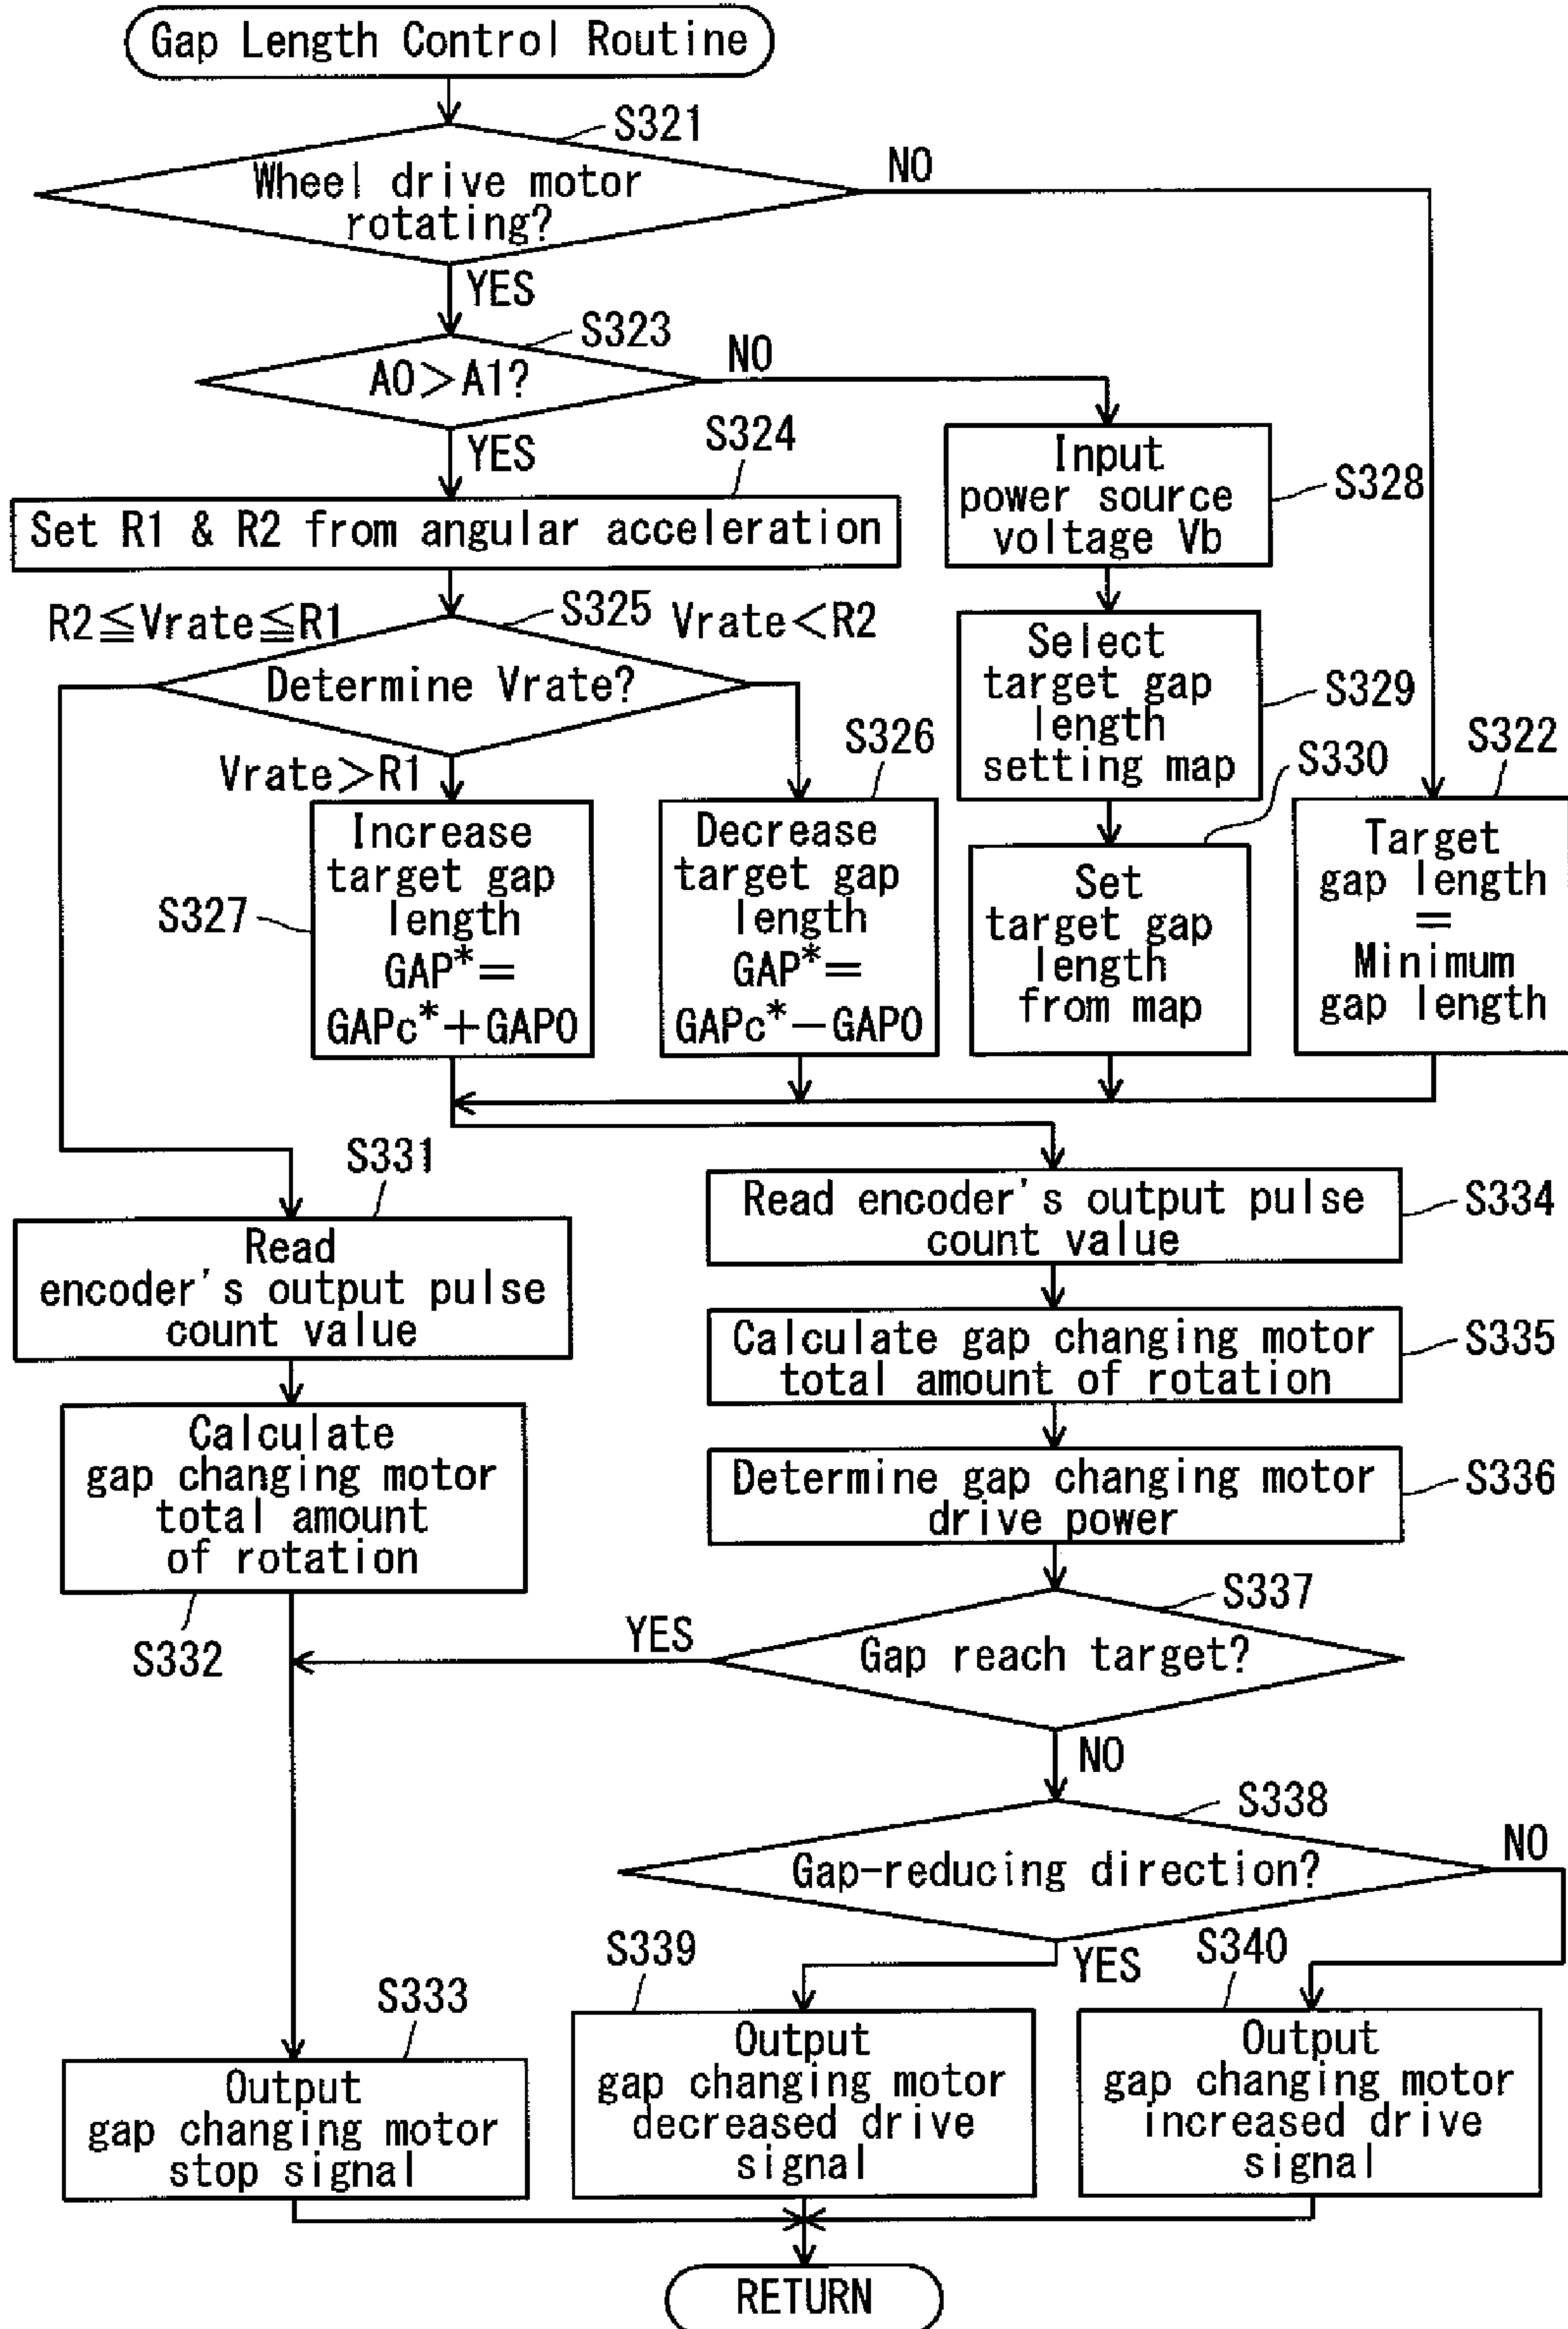 Gap Length Control Routine
S321
Wheel drive motor
rotating?
NO
YES
S323
A0>A1?
NO
YES
S324
Set R1 & R2 from angular acceleration
Input
power source
voltage Vb
S328
R2≦Vrate≦R1
S325
Vrate<R2
Determine Vrate?
Select
target gap
length
setting map
S329
Vrate>R1
S326
S330
S322
Increase
target gap
length
GAP*=
GAPc*+GAP0
S327
Decrease
target gap
length
GAP*=
GAPc*-GAP0
Set
target gap
length
from map
Target
gap length
=
Minimum
gap length
S331
Read
encoder's output pulse
count value
Read encoder's output pulse
count value
S334
Calculate gap changing motor
total amount of rotation
S335
Calculate
gap changing motor
total amount
of rotation
S332
Determine gap changing motor
drive power
S336
S337
YES
Gap reach target?
NO
S338
Gap-reducing direction?
NO
YES
S339
S340
S333
Output
gap changing motor
stop signal
Output
gap changing motor
decreased drive
signal
Output
gap changing motor
increased drive
signal
RETURN